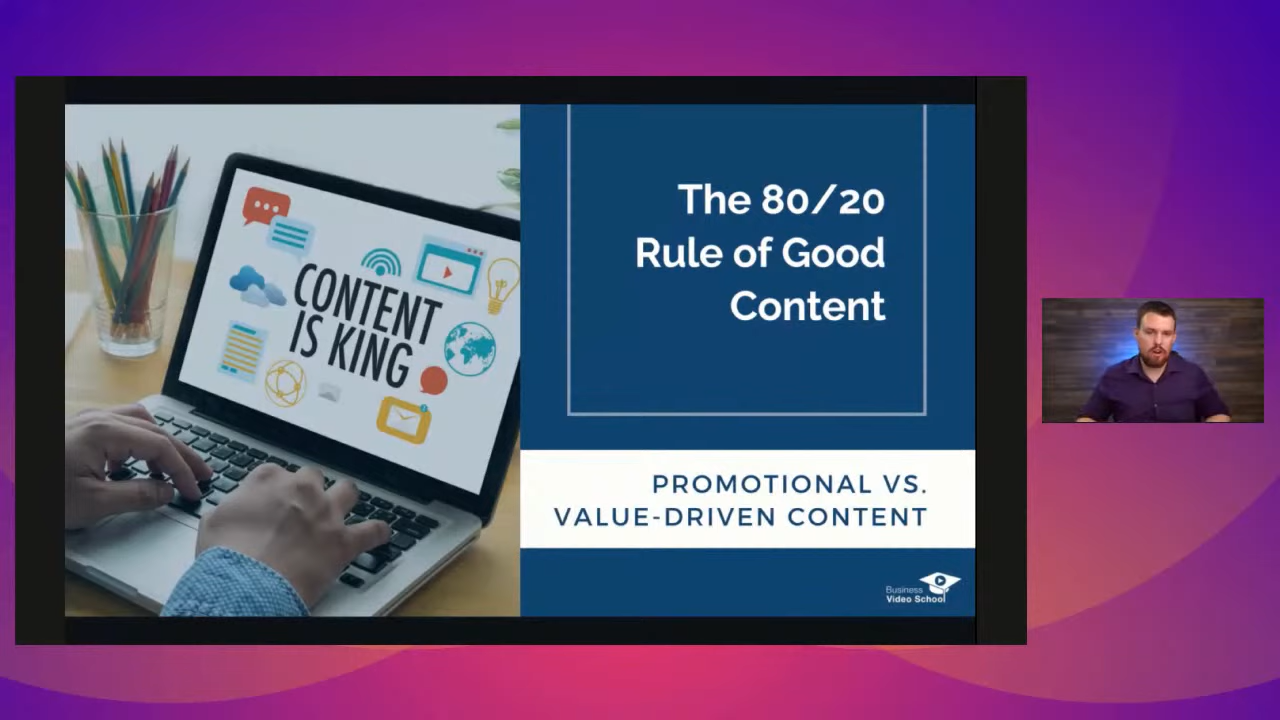 CONTENT
IS KING
The 80/20
Rule of Good
Content
PROMOTIONAL VS.
VALUE-DRIVEN CONTENT
Business
Video School